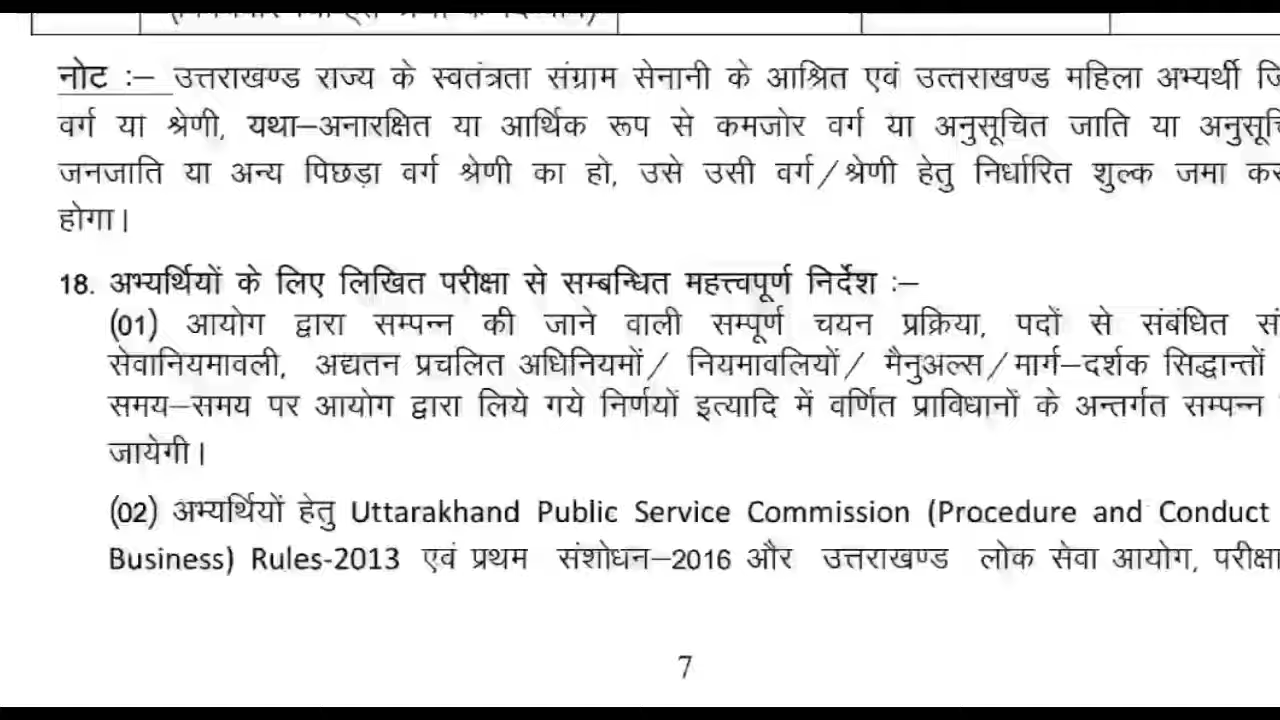 नोट :– उत्तराखण्ड राज्य के स्वतंत्रता संग्राम सेनानी के आश्रित एवं उत्तराखण्ड महिला अभ्यर्थी
वर्ग या श्रेणी, यथा–अनारक्षित या आर्थिक रूप से कमजोर वर्ग या अनुसूचित जाति या
जनजाति या अन्य पिछड़ा वर्ग श्रेणी का हो, उसे उसी वर्ग/श्रेणी हेतु निर्धारित शुल्क जमा
होगा।
18. अभ्यर्थियों के लिए लिखित परीक्षा से सम्बन्धित महत्त्वपूर्ण निर्देश :–
(01) आयोग द्वारा सम्पन्न की जाने वाली सम्पूर्ण चयन प्रक्रिया, पदों से संबंधित
सेवानियमावली, अद्यतन प्रचलित अधिनियमों/ नियमावलियों/ मैनुअल्स/मार्ग–दर्शक सिद्धान्तों
समय–समय पर आयोग द्वारा लिये गये निर्णयों इत्यादि में वर्णित प्राविधानों के अन्तर्गत सम्पन्न
जायेगी।
(02) अभ्यर्थियों हेतु Uttarakhand Public Service Commission (Procedure and Conduct
Business) Rules-2013 एवं प्रथम संशोधन–2016 और उत्तराखण्ड लोक सेवा आयोग, परीक्षा
7